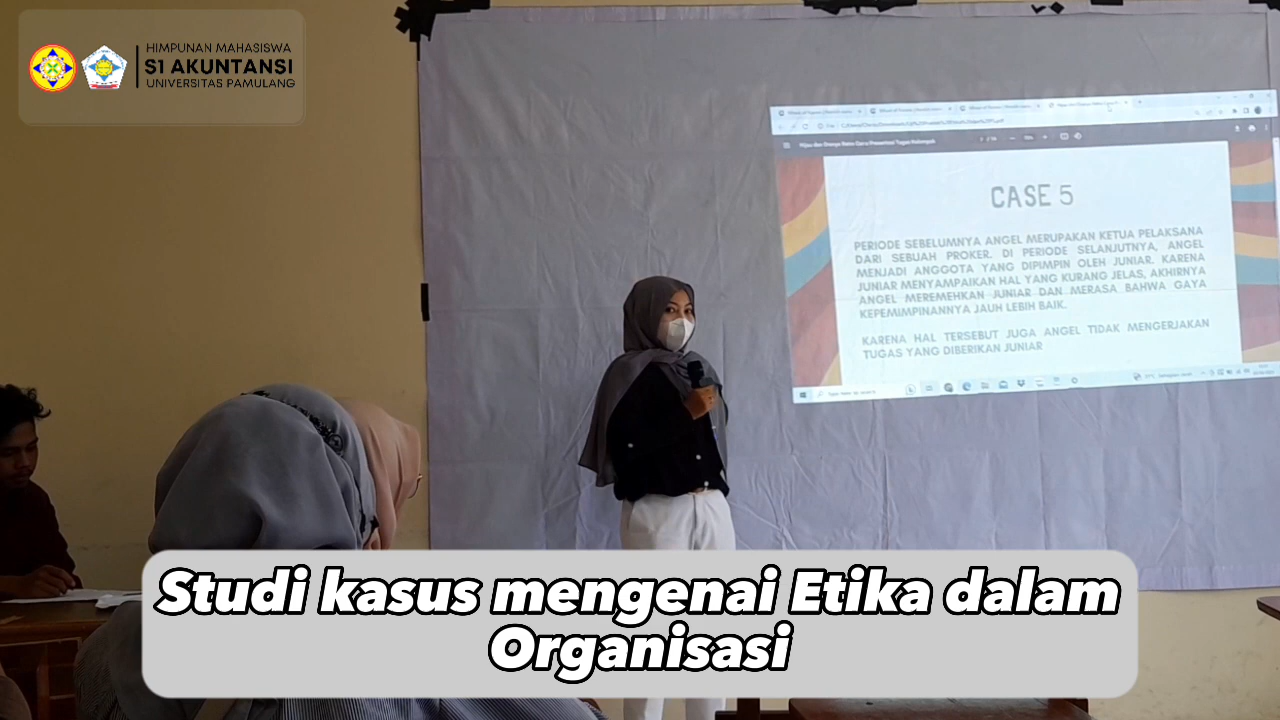 HIMPUNAN MAHASISWA
S1 AKUNTANSI
UNIVERSITAS PAMULANG
CASE 5
PERIODE SEBELUMNYA ANGEL MERUPAKAN KETUA PELAKSANA
DARI SEBUAH PROKER. DI PERIODE SELANJUTNYA, ANGEL
MENJADI ANGGOTA YANG DIPIMPIN OLEH JUNIAR. KARENA
JUNIAR MENYAMPAIKAN HAL YANG KURANG JELAS, AKHIRNYA
ANGEL MEREMEHKAN JUNIAR DAN MERASA BAHWA GAYA
KEPEMIMPINANNYA JAUH LEBIH BAIK.
KARENA HAL TERSEBUT JUGA ANGEL TIDAK MENGERJAKAN
TUGAS YANG DIBERIKAN JUNIAR
Studi kasus mengenai Etika dalam
Organisasi